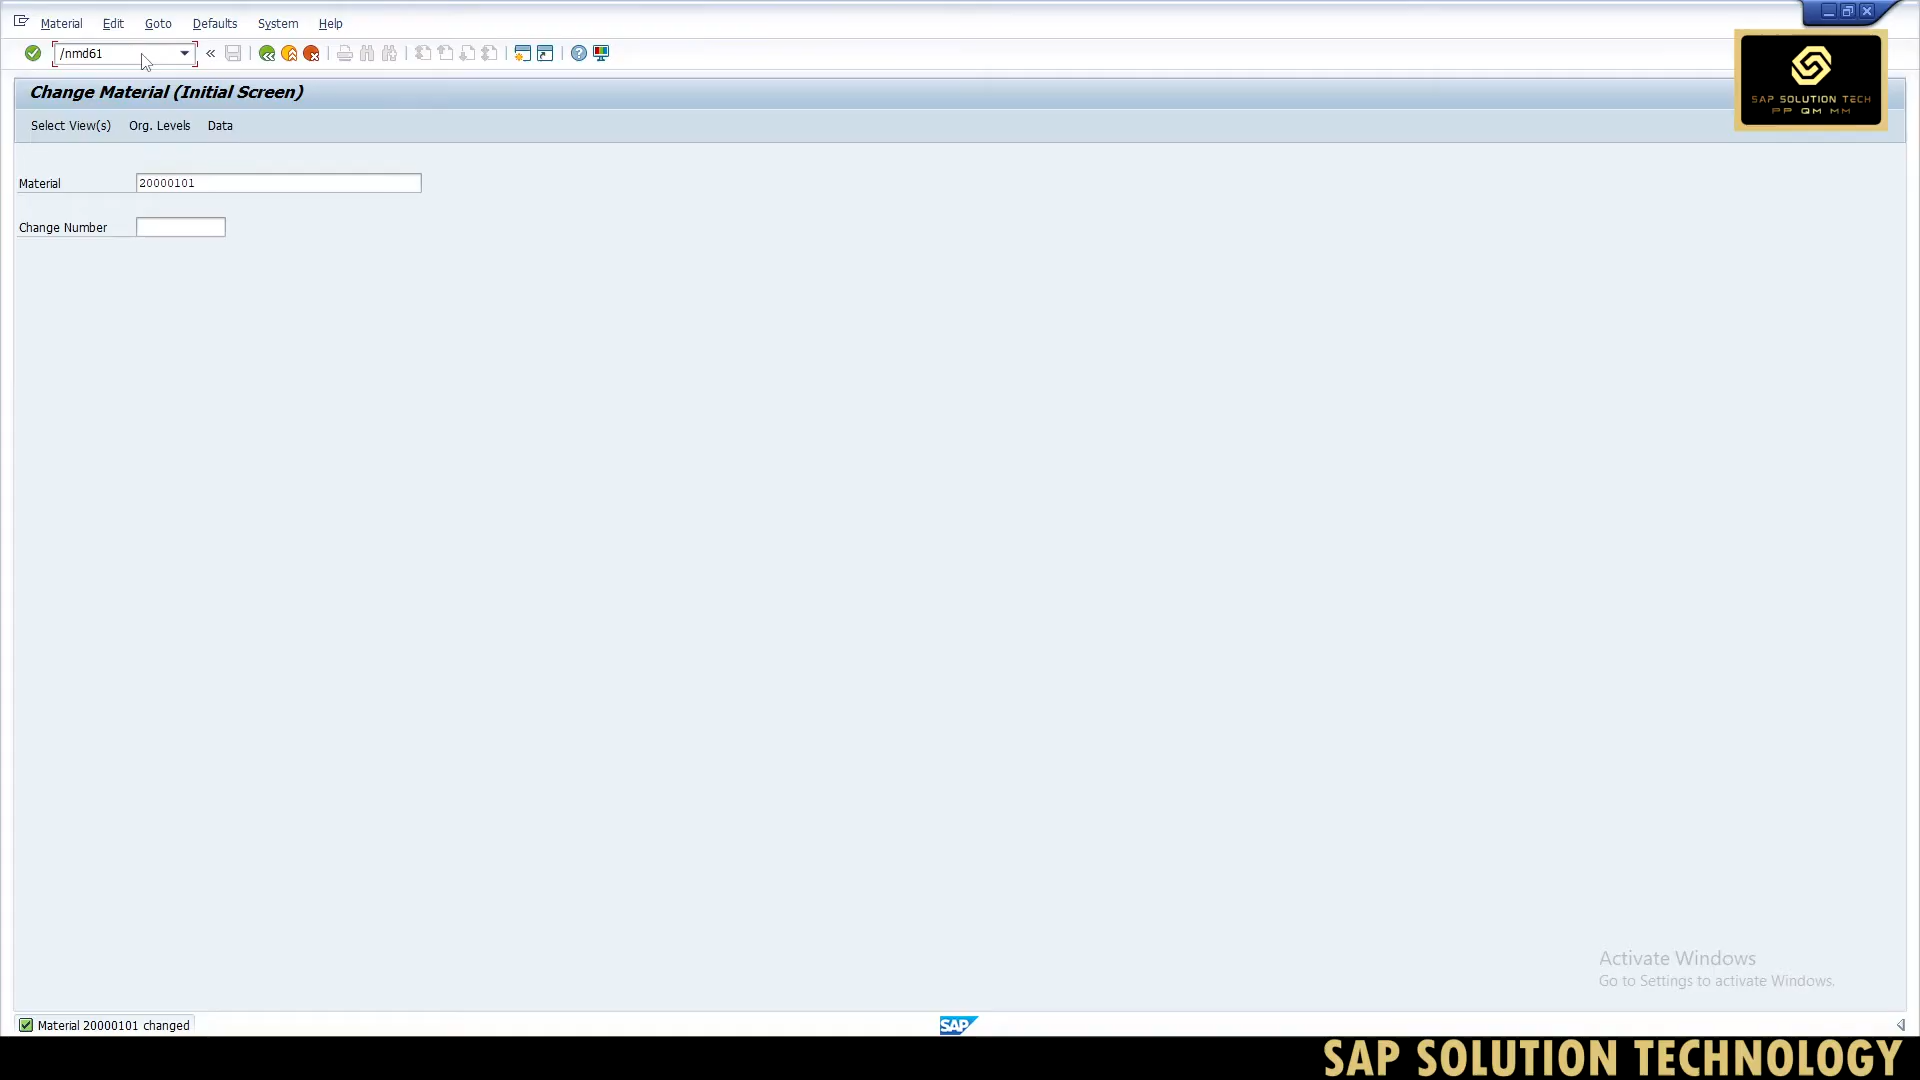 Material Edit Goto Defaults System Help
/nmd61
Change Material (Initial Screen)
Select View(s) Org. Levels Data
SAP SOLUTION TECH
PP QM MM
Material 20000101
Change Number
Activate Windows
Go to Settings to activate Windows.
Material 20000101 changed
SAP
SAP SOLUTION TECHNOLOGY